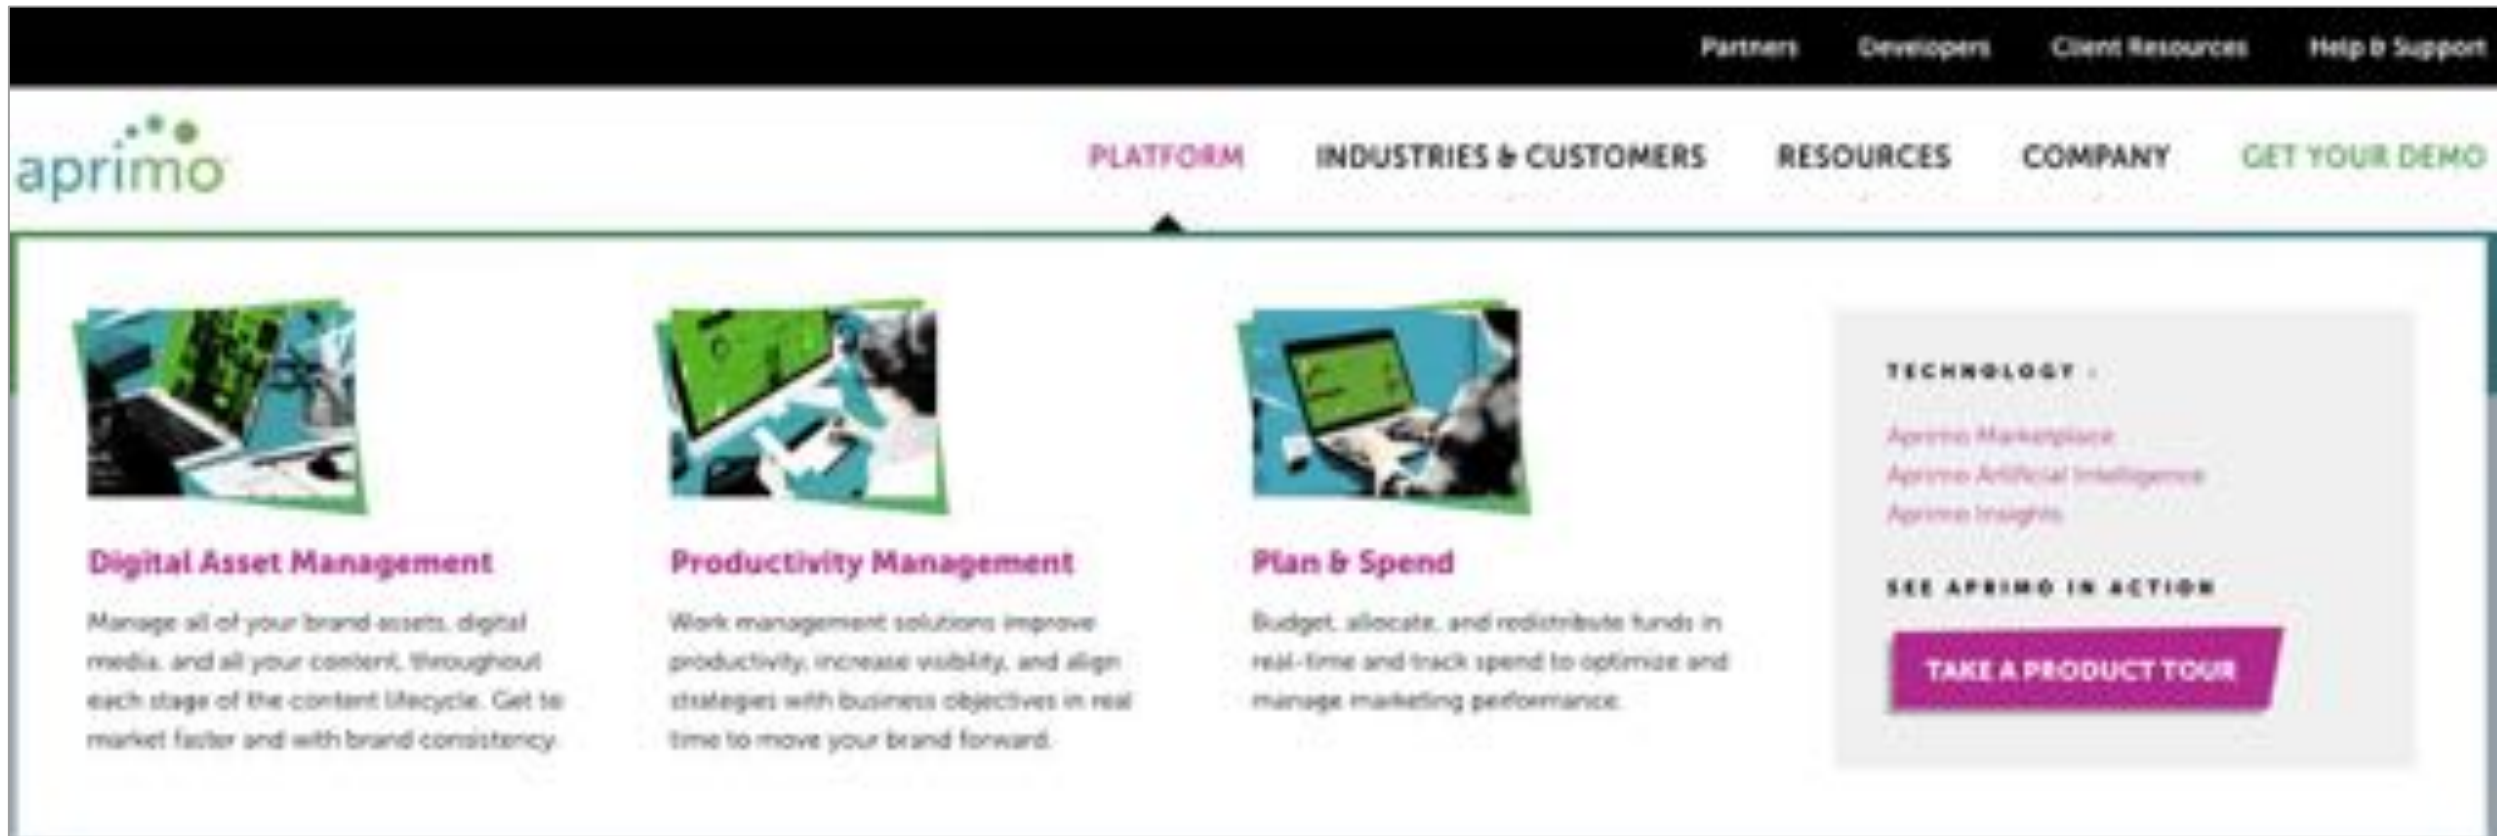 Partners Developers Client Resources Help & Support
aprimo
PLATFORM INDUSTRIES & CUSTOMERS RESOURCES COMPANY GET YOUR DEMO
Digital Asset Management
Manage all of your brand assets, digital
media, and all your content, throughout
each stage of the content lifecycle. Get to
market faster and with brand consistency.
Productivity Management
Work management solutions improve
productivity, increase visibility, and align
strategies with business objectives in real
time to move your brand forward.
Plan & Spend
Budget, allocate, and redistribute funds in
real-time and track spend to optimize and
manage marketing performance.
TECHNOLOGY
Aprimo Marketplace
Aprimo Artificial Intelligence
Aprimo Insights
SEE APRIMO IN ACTION
TAKE A PRODUCT TOUR